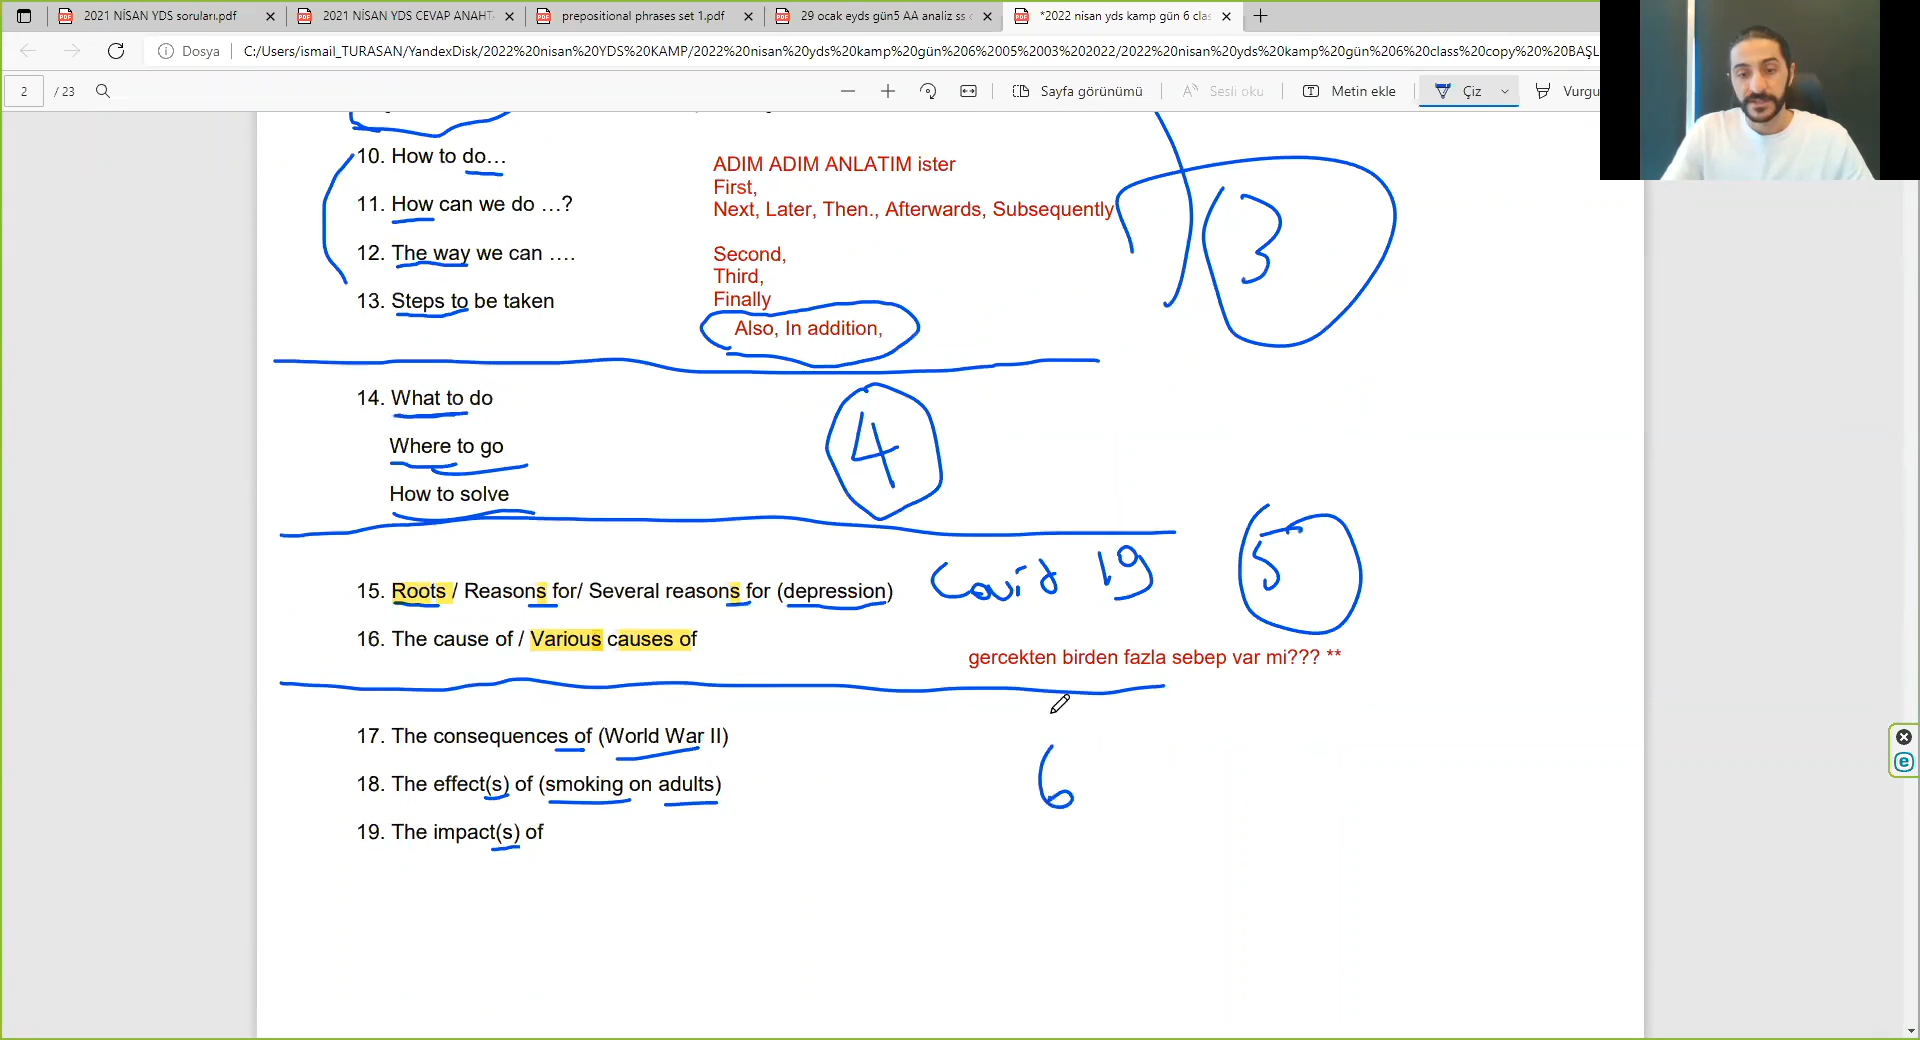 2021 NİSAN YDS soruları.pdf
2021 NİSAN YDS CEVAP ANAHT
prepositional phrases set 1.pdf
29 ocak eyds gün5 AA analiz ss c
*2022 nisan yds kamp gün 6 clas
Dosya
C:/Users/ismail_TURASAN/YandexDisk/2022%20nisan%20YDS%20KAMP/2022%20nisan%20yds%20kamp%20gün%206%2005%2003%202022/2022%20nisan%20yds%20kamp%20gün%206%20class%20copy%20%20BAŞL
2 / 23
Sayfa görünümü
Sesli oku
Metin ekle
Çiz
Vurgu
10. How to do…
11. How can we do …?
12. The way we can ….
13. Steps to be taken
ADIM ADIM ANLATIM ister
First,
Next, Later, Then., Afterwards, Subsequently
Second,
Third,
Finally
Also, In addition,
3
14. What to do
Where to go
How to solve
4
15. Roots / Reasons for/ Several reasons for (depression)
Covid 19
5
16. The cause of / Various causes of
gercekten birden fazla sebep var mi??? **
17. The consequences of (World War II)
18. The effect(s) of (smoking on adults)
19. The impact(s) of
6